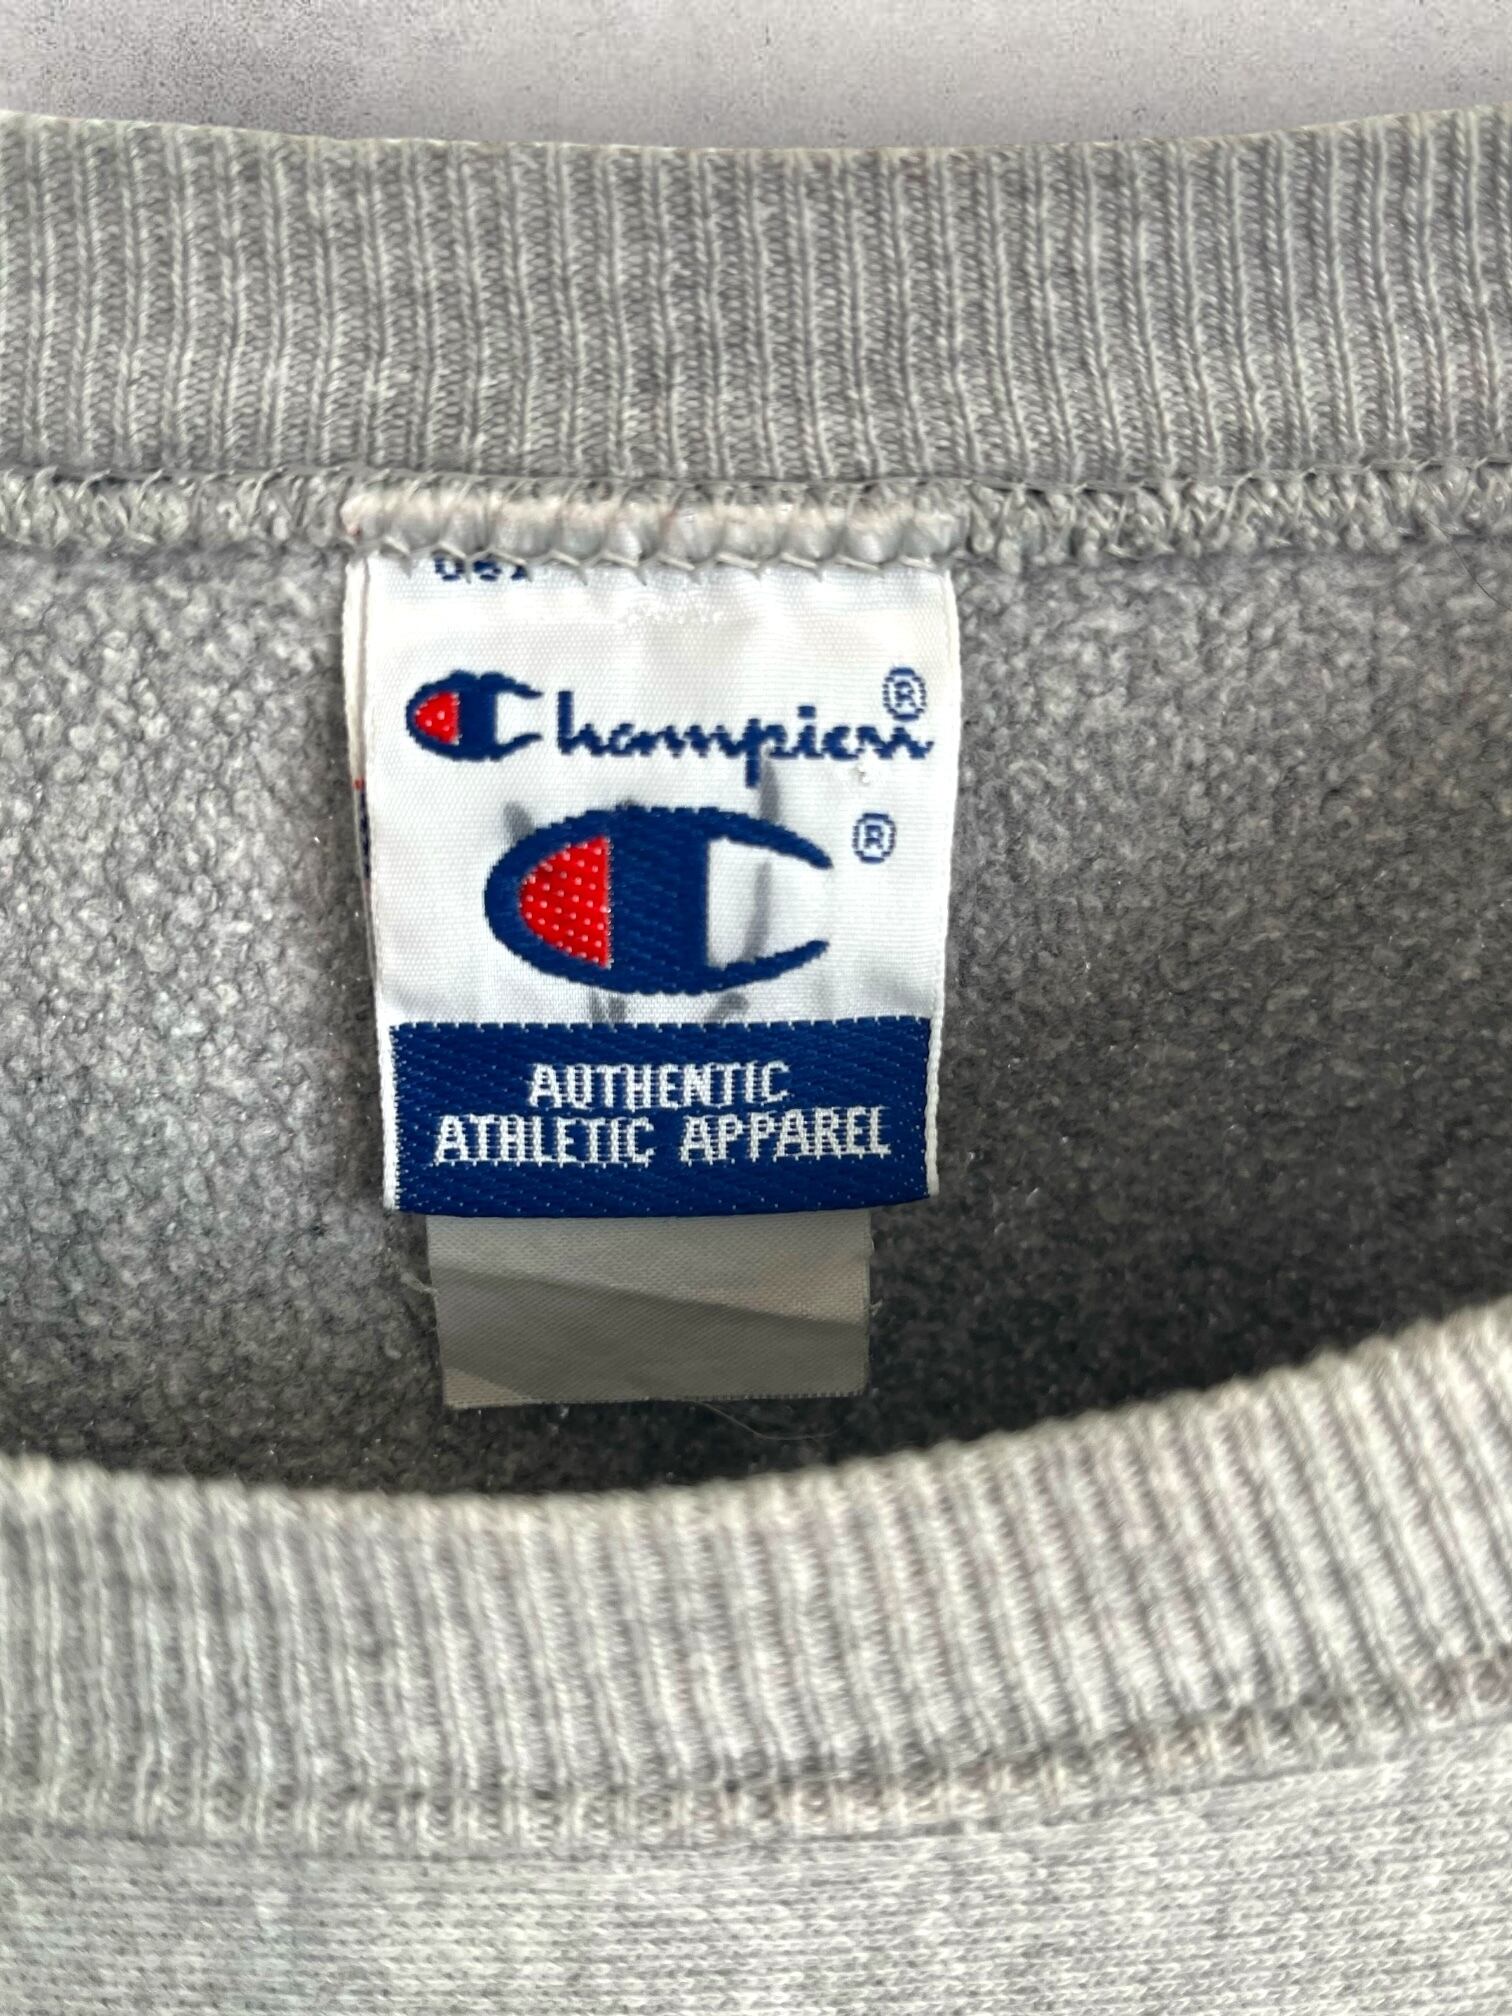 Champion®
®
AUTHENTIC
ATHLETIC APPAREL